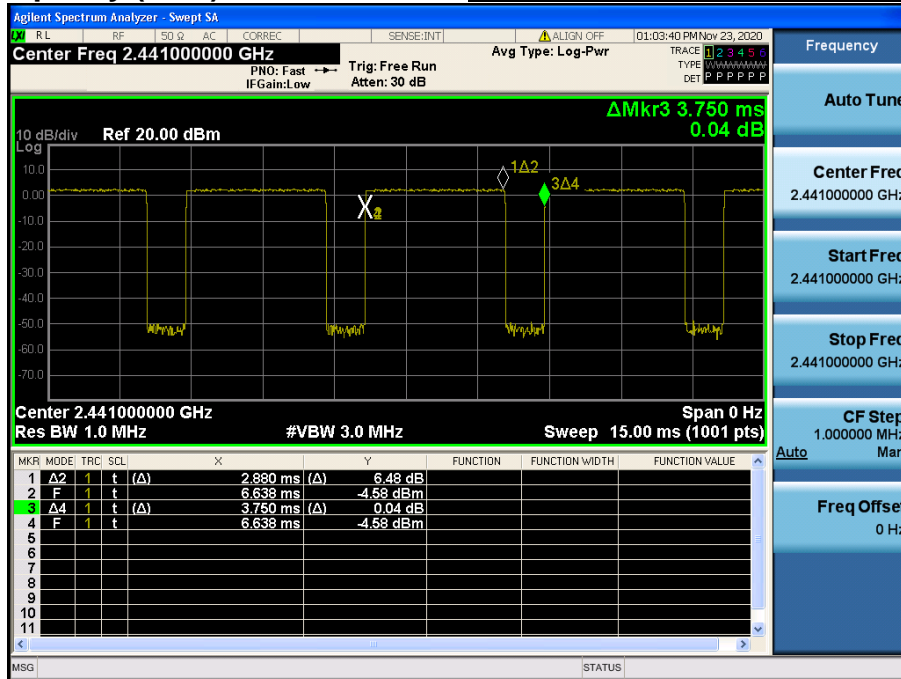 Agilent Spectrum Analyzer - Swept SA
LXI RL RF 50 Ω AC CORREC SENSE:INT ALIGN OFF 01:03:40 PM Nov 23, 2020
Center Freq 2.441000000 GHz Avg Type: Log-Pwr TRACE 1 2 3 4 5 6
PNO: Fast Trig: Free Run TYPE WWWWWW
IFGain:Low Atten: 30 dB DET P P P P P P
Frequency
ΔMkr3 3.750 ms
10 dB/div Ref 20.00 dBm 0.04 dB
Log
10.0
0.00
-10.0
-20.0
-30.0
-40.0
-50.0
-60.0
-70.0
1Δ2
3Δ4
Center 2.441000000 GHz Span 0 Hz
Res BW 1.0 MHz #VBW 3.0 MHz Sweep 15.00 ms (1001 pts)
MKR MODE TRC SCL X Y FUNCTION FUNCTION WIDTH FUNCTION VALUE
1 Δ2 1 t (Δ) 2.880 ms (Δ) 6.48 dB
2 F 1 t 6.638 ms -4.58 dBm
3 Δ4 1 t (Δ) 3.750 ms (Δ) 0.04 dB
4 F 1 t 6.638 ms -4.58 dBm
5
6
7
8
9
10
11
MSG STATUS
Auto Tune
Center Freq
2.441000000 GHz
Start Freq
2.441000000 GHz
Stop Freq
2.441000000 GHz
CF Step
1.000000 MHz
Auto Man
Freq Offset
0 Hz